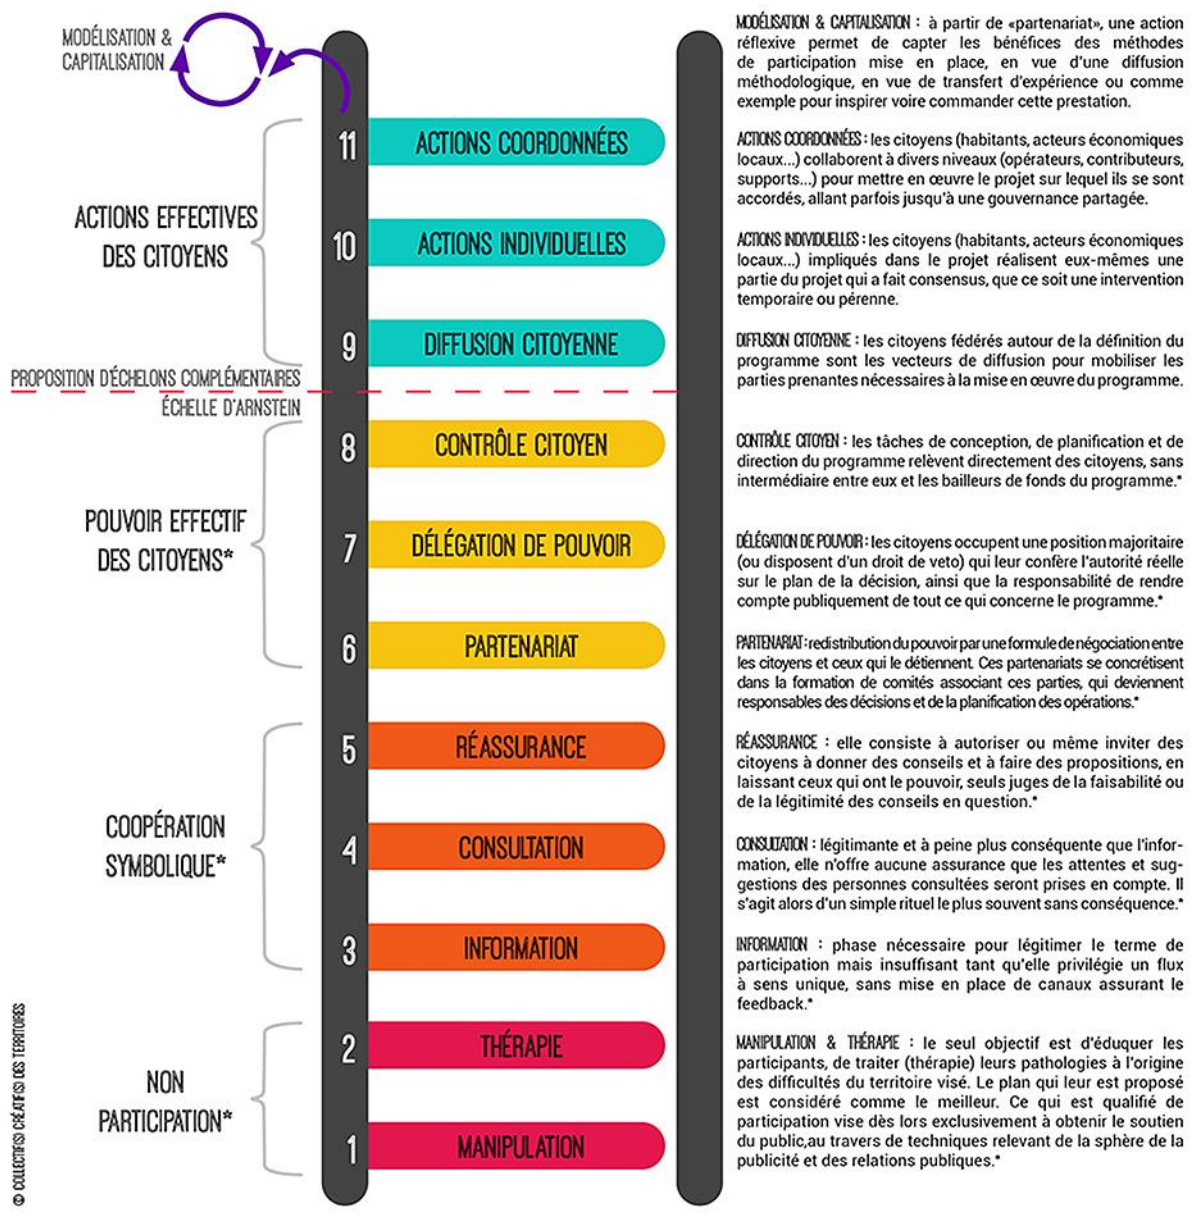 MODÉLISATION &
CAPITALISATION
MODÉLISATION & CAPITALISATION : à partir de «partenariat», une action
réflexive permet de capter les bénéfices des méthodes
de participation mise en place, en vue d'une diffusion
méthodologique, en vue de transfert d'expérience ou comme
exemple pour inspirer voire commander cette prestation.
ACTIONS EFFECTIVES
DES CITOYENS
11 ACTIONS COORDONNÉES
ACTIONS COORDONNÉES : les citoyens (habitants, acteurs économiques
locaux...) collaborent à divers niveaux (opérateurs, contributeurs,
supports...) pour mettre en œuvre le projet sur lequel ils se sont
accordés, allant parfois jusqu'à une gouvernance partagée.
10 ACTIONS INDIVIDUELLES
ACTIONS INDIVIDUELLES : les citoyens (habitants, acteurs économiques
locaux...) impliqués dans le projet réalisent eux-mêmes une
partie du projet qui a fait consensus, que ce soit une intervention
temporaire ou pérenne.
9 DIFFUSION CITOYENNE
DIFFUSION CITOYENNE : les citoyens fédérés autour de la définition du
programme sont les vecteurs de diffusion pour mobiliser les
parties prenantes nécessaires à la mise en œuvre du programme.
PROPOSITION D'ÉCHELONS COMPLÉMENTAIRES
ÉCHELLE D'ARNSTEIN
POUVOIR EFFECTIF
DES CITOYENS*
8 CONTRÔLE CITOYEN
CONTRÔLE CITOYEN : les tâches de conception, de planification et de
direction du programme relèvent directement des citoyens, sans
intermédiaire entre eux et les bailleurs de fonds du programme.*
7 DÉLÉGATION DE POUVOIR
DÉLÉGATION DE POUVOIR : les citoyens occupent une position majoritaire
(ou disposent d'un droit de veto) qui leur confère l'autorité réelle
sur le plan de la décision, ainsi que la responsabilité de rendre
compte publiquement de tout ce qui concerne le programme.*
6 PARTENARIAT
PARTENARIAT : redistribution du pouvoir par une formule de négociation entre
les citoyens et ceux qui le détiennent. Ces partenariats se concrétisent
dans la formation de comités associant ces parties, qui deviennent
responsables des décisions et de la planification des opérations.*
COOPÉRATION
SYMBOLIQUE*
5 RÉASSURANCE
RÉASSURANCE : elle consiste à autoriser ou même inviter des
citoyens à donner des conseils et à faire des propositions, en
laissant ceux qui ont le pouvoir, seuls juges de la faisabilité ou
de la légitimité des conseils en question.*
4 CONSULTATION
CONSULTATION : légitimante et à peine plus conséquente que l'infor-
mation, elle n'offre aucune assurance que les attentes et sug-
gestions des personnes consultées seront prises en compte. Il
s'agit alors d'un simple rituel le plus souvent sans conséquence.*
3 INFORMATION
INFORMATION : phase nécessaire pour légitimer le terme de
participation mais insuffisant tant qu'elle privilégie un flux
à sens unique, sans mise en place de canaux assurant le
feedback.*
NON
PARTICIPATION*
2 THÉRAPIE
1 MANIPULATION
MANIPULATION & THÉRAPIE : le seul objectif est d'éduquer les
participants, de traiter (thérapie) leurs pathologies à l'origine
des difficultés du territoire visé. Le plan qui leur est proposé
est considéré comme le meilleur. Ce qui est qualifié de
participation vise dès lors exclusivement à obtenir le soutien
du public,au travers de techniques relevant de la sphère de la
publicité et des relations publiques.*
© COLLECTIF(S) CRÉATIF(S) DES TERRITOIRES